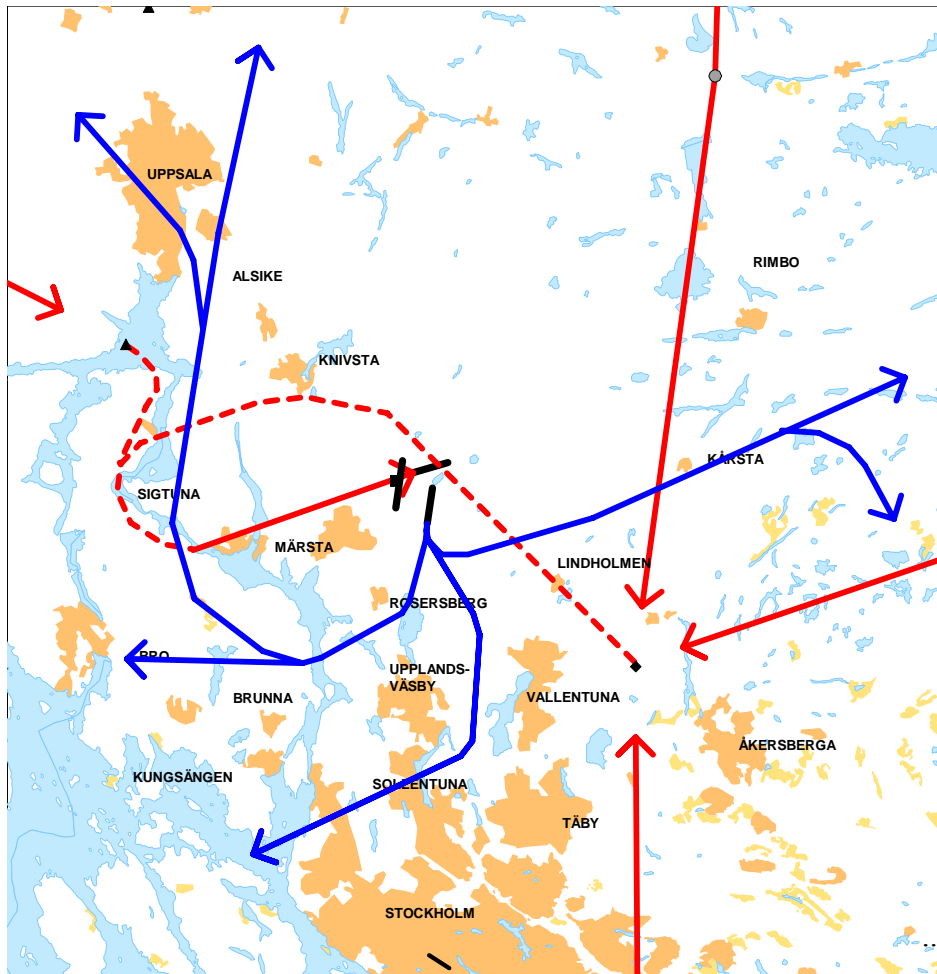 UPPSALA
RIMBO
ALSIKE
KNIVSTA
KÅRSTA
SIGTUNA
MÄRSTA
LINDHOLMEN
ROSERSBERG
BRO
UPPLANDS-
VÄSBY
BRUNNA
VALLENTUNA
ÅKERSBERGA
KUNGSÄNGEN
SOLLENTUNA
TÄBY
STOCKHOLM